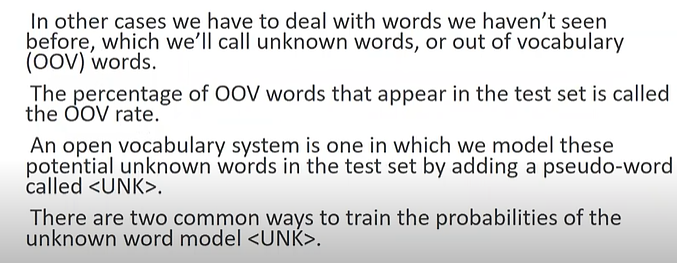 In other cases we have to deal with words we haven't seen
before, which we'll call unknown words, or out of vocabulary
(OOV) words.
The percentage of OOV words that appear in the test set is called
the OOV rate.
An open vocabulary system is one in which we model these
potential unknown words in the test set by adding a pseudo-word
called <UNK>.
There are two common ways to train the probabilities of the
unknown word model <UNK>.